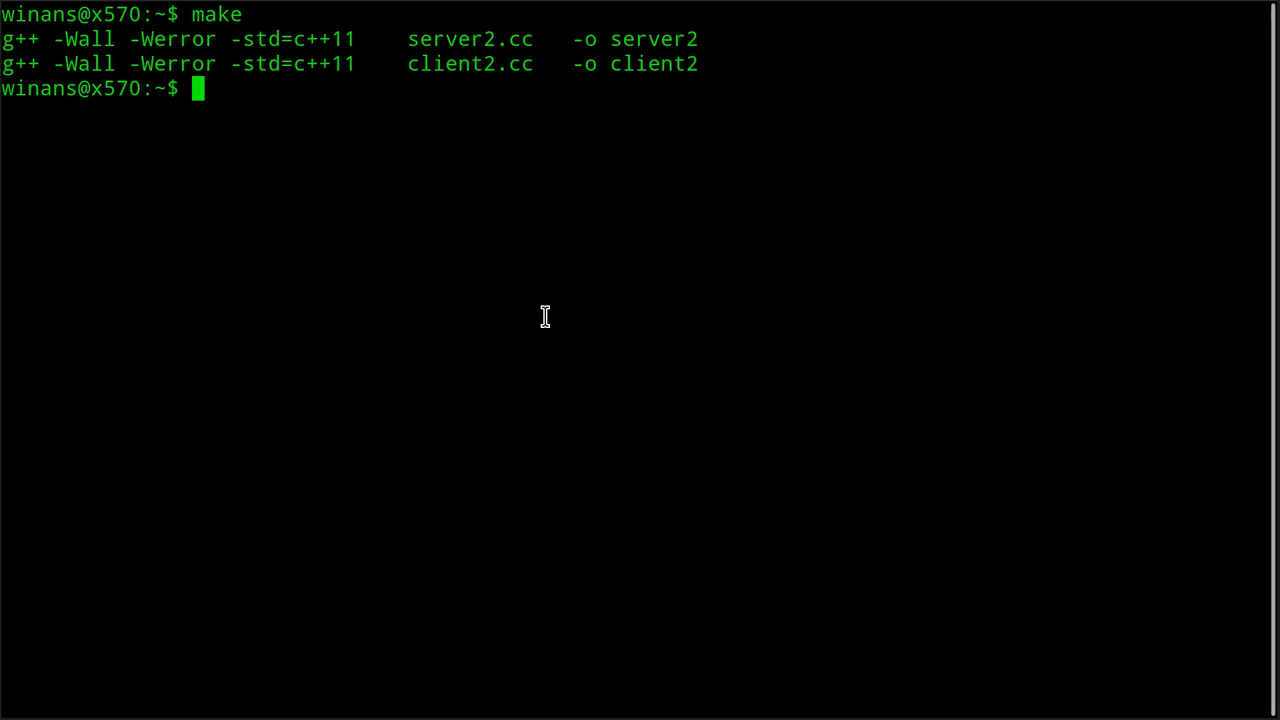 winans@x570:~$ make
g++ -Wall -Werror -std=c++11    server2.cc   -o server2
g++ -Wall -Werror -std=c++11    client2.cc   -o client2
winans@x570:~$